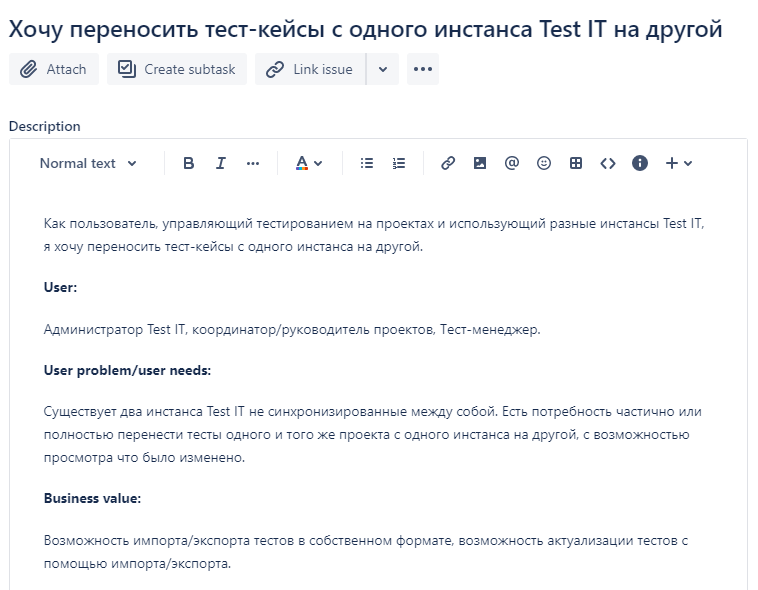 Хочу переносить тест-кейсы с одного инстанса Test IT на другой
Attach Create subtask Link issue
Description
Normal text B I A @
Как пользователь, управляющий тестированием на проектах и использующий разные инстансы Test IT,
я хочу переносить тест-кейсы с одного инстанса на другой.
User:
Администратор Test IT, координатор/руководитель проектов, Тест-менеджер.
User problem/user needs:
Существует два инстанса Test IT не синхронизированные между собой. Есть потребность частично или
полностью перенести тесты одного и того же проекта с одного инстанса на другой, с возможностью
просмотра что было изменено.
Business value:
Возможность импорта/экспорта тестов в собственном формате, возможность актуализации тестов с
помощью импорта/экспорта.